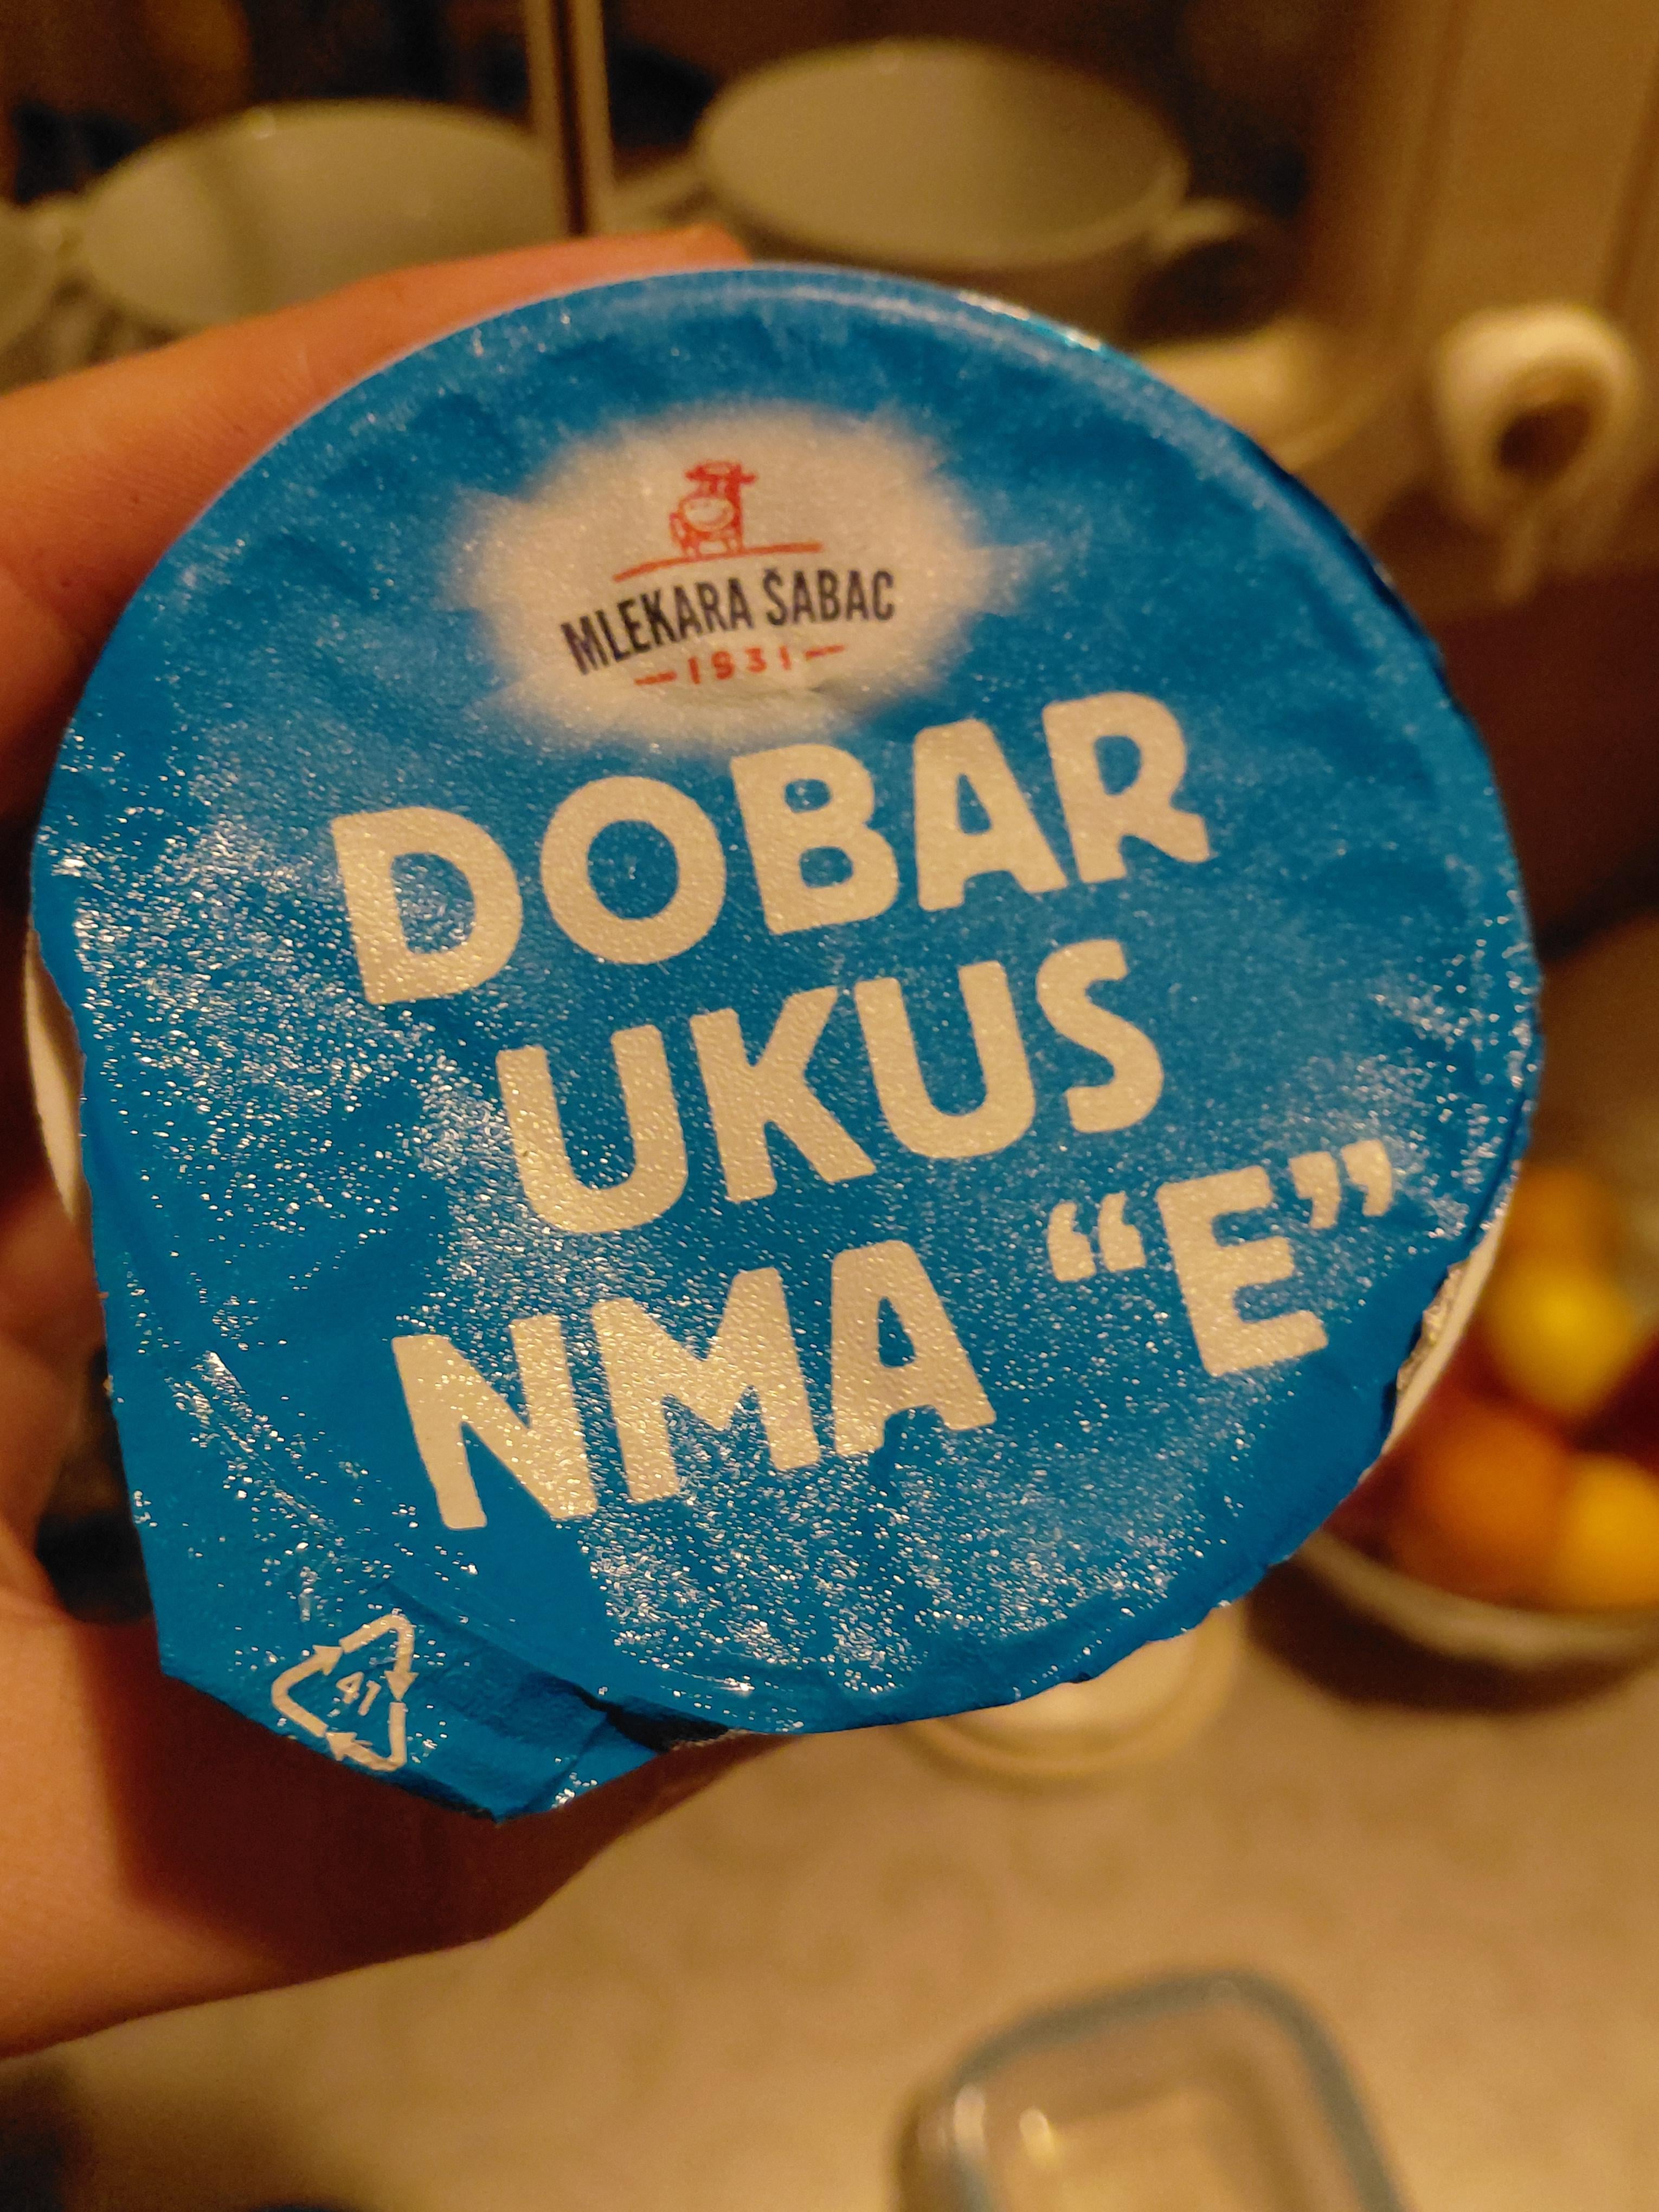 MLEKARA ŠABAC
1931
DOBAR
UKUS
NMA “E”
41